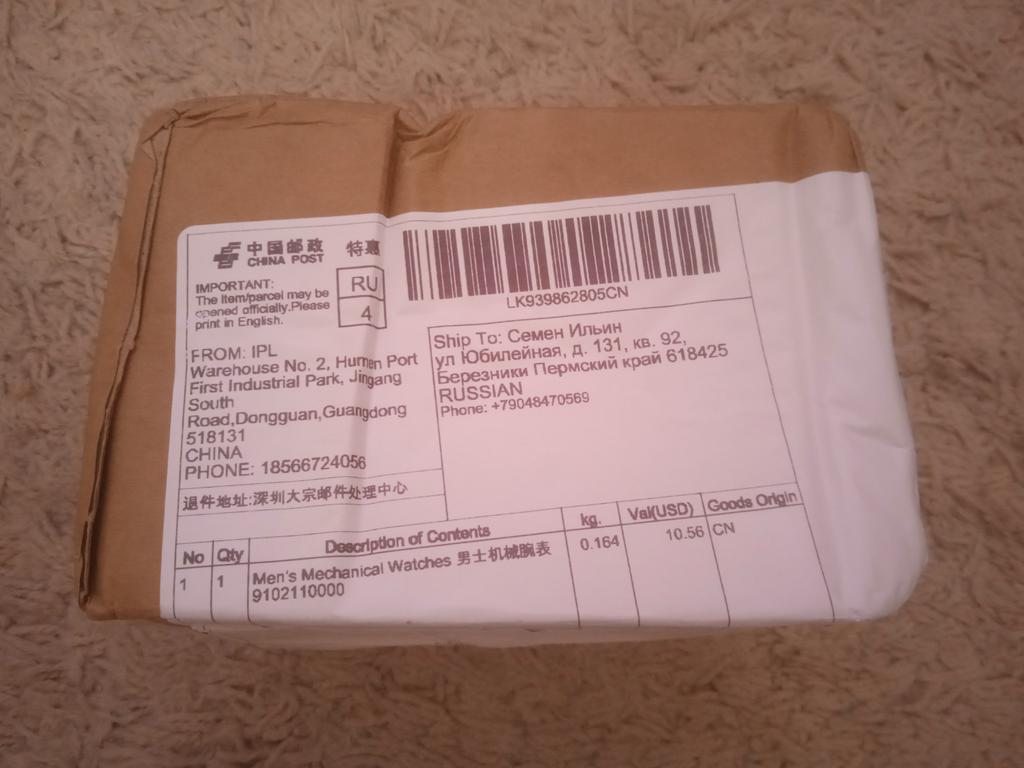 中国邮政
CHINA POST
特惠
IMPORTANT:
The item/parcel may be
opened officially.Please
print in English.
RU
4
LK939862805CN
FROM: IPL
Warehouse No. 2, Humen Port
First Industrial Park, Jingang
South
Road,Dongguan,Guangdong
518131
CHINA
PHONE: 18566724056
退件地址:深圳大宗邮件处理中心
Ship To: Семен Ильин
ул Юбилейная, д. 131, кв. 92,
Березники Пермский край 618425
RUSSIAN
Phone: +79048470569
No Qty Description of Contents kg. Val(USD) Goods Origin
1 1 Men's Mechanical Watches 男士机械腕表 0.164 10.56 CN
9102110000